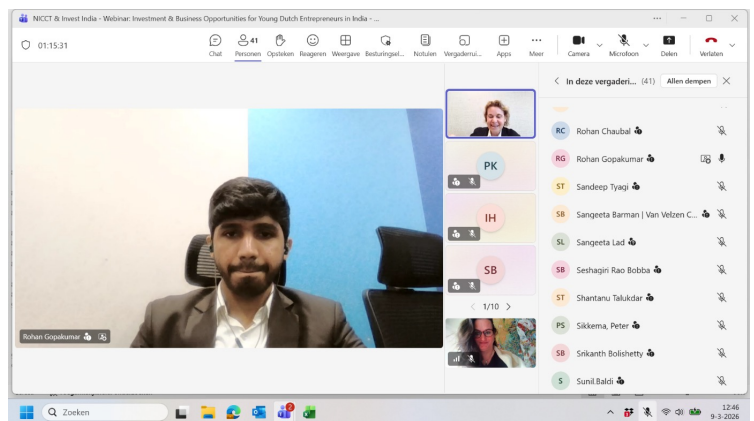 NICCT & Invest India - Webinar: Investment & Business Opportunities for Young Dutch Entrepreneurs in India - ...
01:15:31
Chat
41
Personen
Opsteken
Reageren
Weergave
Besturingsel...
Notulen
Vergaderrui...
Apps
Meer
Camera
Microfoon
Delen
Verlaten
Rohan Gopakumar
PK
IH
SB
1/10
In deze vergaderi... (41)
Allen dempen
RC Rohan Chaubal
RG Rohan Gopakumar
ST Sandeep Tyagi
SB Sangeeta Barman | Van Velzen C...
SL Sangeeta Lad
SB Seshagiri Rao Bobba
ST Shantanu Talukdar
PS Sikkema, Peter
SB Srikanth Bolishetty
S Sunil.Baldi
Zoeken
2
12:46
9-3-2026